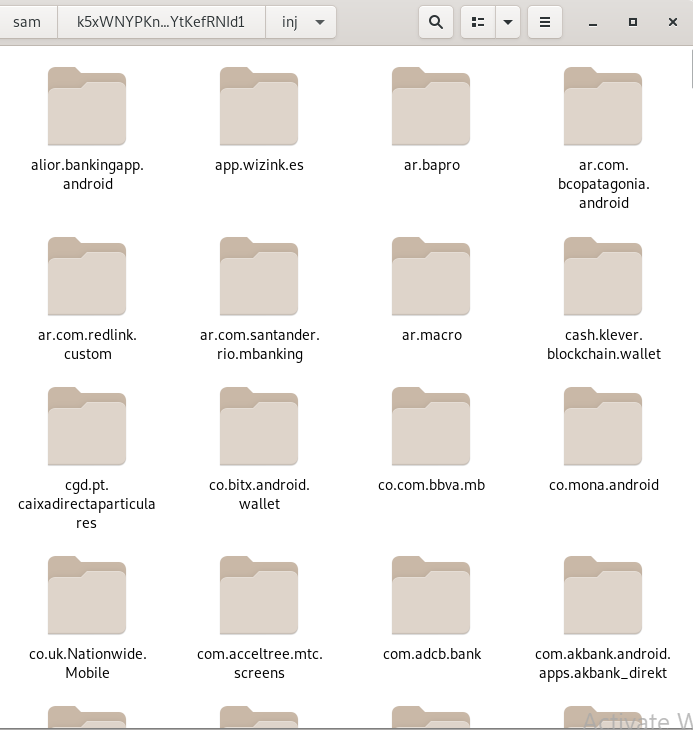 sam
k5xWNYPKn...YtKefRNId1
inj
alior.bankingapp.
android
app.wizink.es
ar.bapro
ar.com.
bcopatagonia.
android
ar.com.redlink.
custom
ar.com.santander.
rio.mbanking
ar.macro
cash.klever.
blockchain.wallet
cgd.pt.
caixadirectaparticula
res
co.bitx.android.
wallet
co.com.bbva.mb
co.mona.android
co.uk.Nationwide.
Mobile
com.acceltree.mtc.
screens
com.adcb.bank
com.akbank.android.
apps.akbank_direkt
Activate W